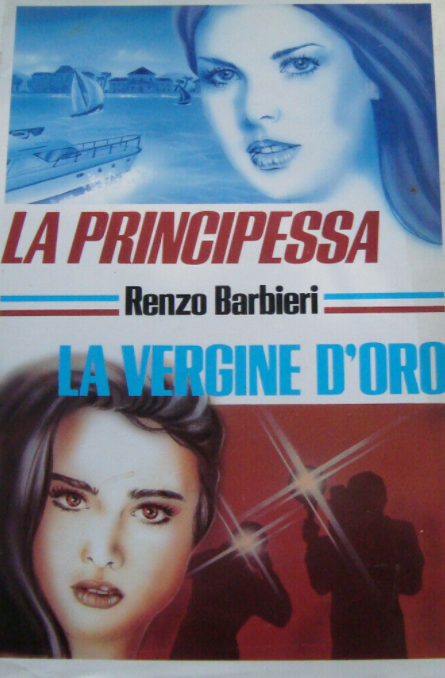 LA PRINCIPESSA
Renzo Barbieri
LA VERGINE D'ORO